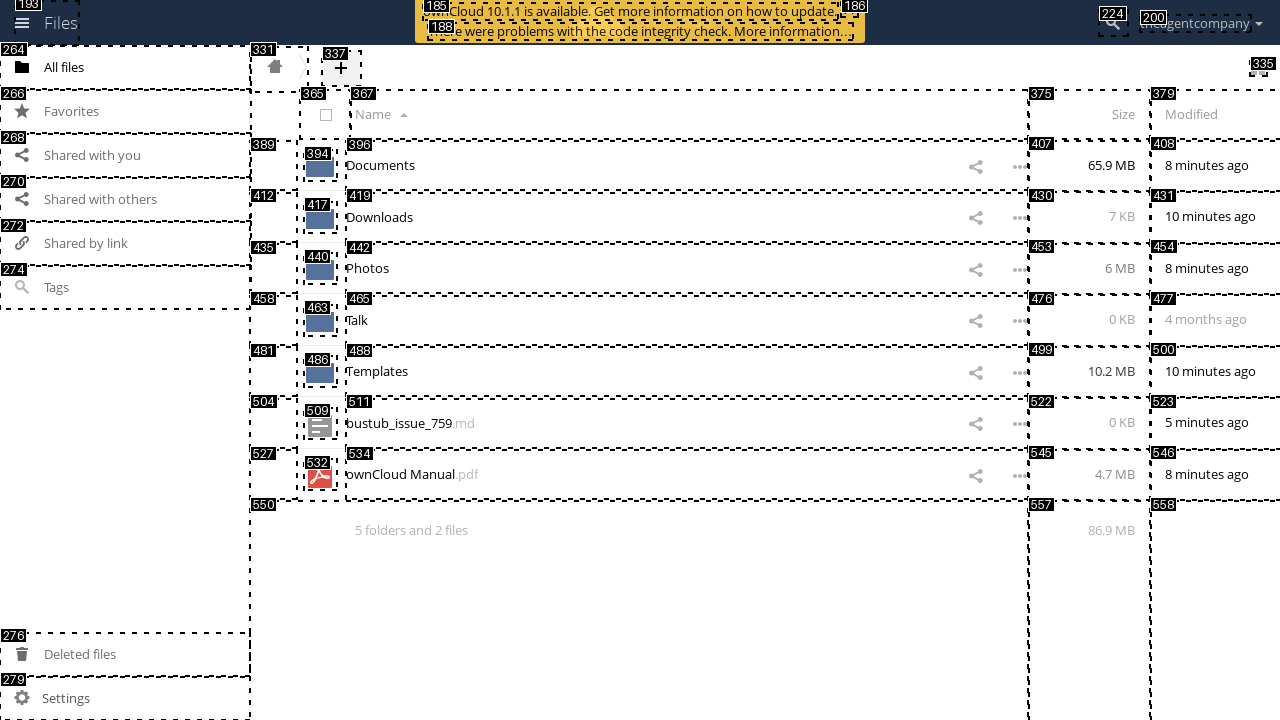 193
Files
185
ownCloud 10.1.1 is available. Get more information on how to update.
186
188
There were problems with the code integrity check. More information…
224
200
theagentcompany
264
All files
331
337
+
335
266
Favorites
365
367
Name
375
Size
379
Modified
268
Shared with you
389
394
396
Documents
407
65.9 MB
408
8 minutes ago
270
Shared with others
412
417
419
Downloads
430
7 KB
431
10 minutes ago
272
Shared by link
435
440
442
Photos
453
6 MB
454
8 minutes ago
274
Tags
458
463
465
Talk
476
0 KB
477
4 months ago
481
486
488
Templates
499
10.2 MB
500
10 minutes ago
504
509
511
bustub_issue_759.md
522
0 KB
523
5 minutes ago
527
532
534
ownCloud Manual.pdf
545
4.7 MB
546
8 minutes ago
550
5 folders and 2 files
557
86.9 MB
558
276
Deleted files
279
Settings